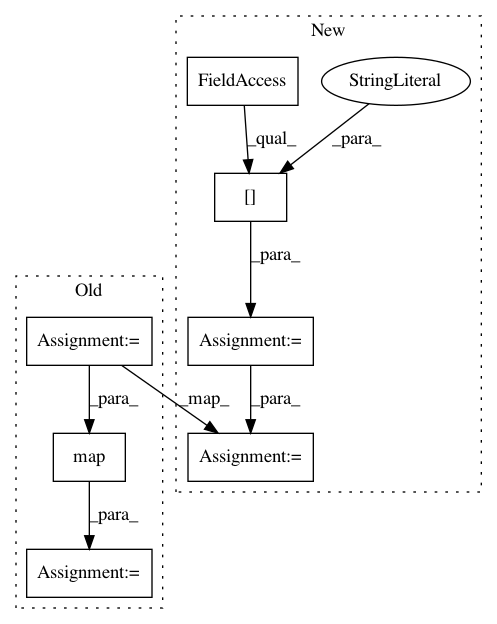 New
FieldAccess
StringLiteral
_qual_
_para_
[]
_para_
Old
Assignment:=
Assignment:=
_para_
_map_
_para_
map
Assignment:=
_para_
Assignment:=